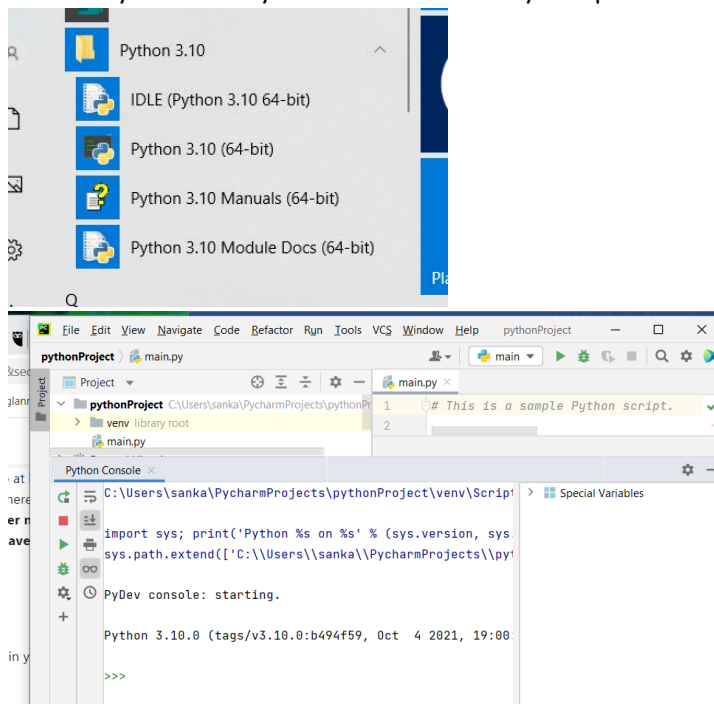 Python 3.10
IDLE (Python 3.10 64-bit)
Python 3.10 (64-bit)
Python 3.10 Manuals (64-bit)
Python 3.10 Module Docs (64-bit)
Q
File Edit View Navigate Code Refactor Run Tools VCS Window Help pythonProject
pythonProject main.py main
Project Project main.py
pythonProject C:\Users\sanka\PycharmProjects\pythonPr 1 # This is a sample Python script.
venv library root 2
main.py
Python Console
C:\Users\sanka\PycharmProjects\pythonProject\venv\Script Special Variables
import sys; print('Python %s on %s' % (sys.version, sys.
sys.path.extend(['C:\\Users\\sanka\\PycharmProjects\\pyt
PyDev console: starting.
Python 3.10.0 (tags/v3.10.0:b494f59, Oct 4 2021, 19:00:
>>>